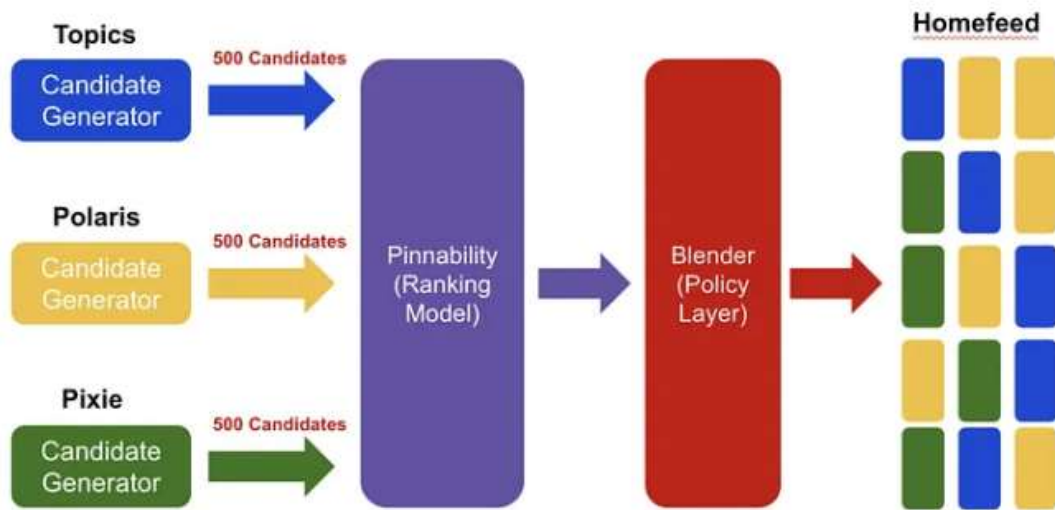 Topics
Candidate
Generator
500 Candidates
Polaris
Candidate
Generator
500 Candidates
Pixie
Candidate
Generator
500 Candidates
Pinnability
(Ranking
Model)
Blender
(Policy
Layer)
Homefeed